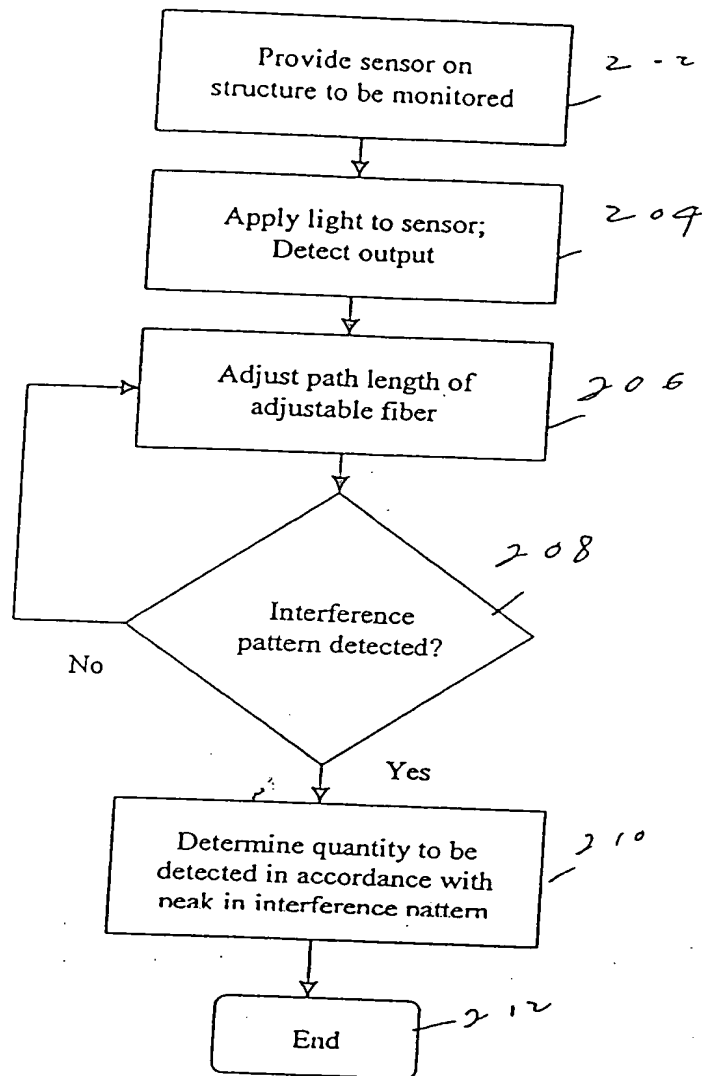 Provide sensor on
structure to be monitored
2-2
Apply light to sensor;
Detect output
204
Adjust path length of
adjustable fiber
206
208
Interference
pattern detected?
No
Yes
Determine quantity to be
detected in accordance with
neak in interference nattern
210
End
212